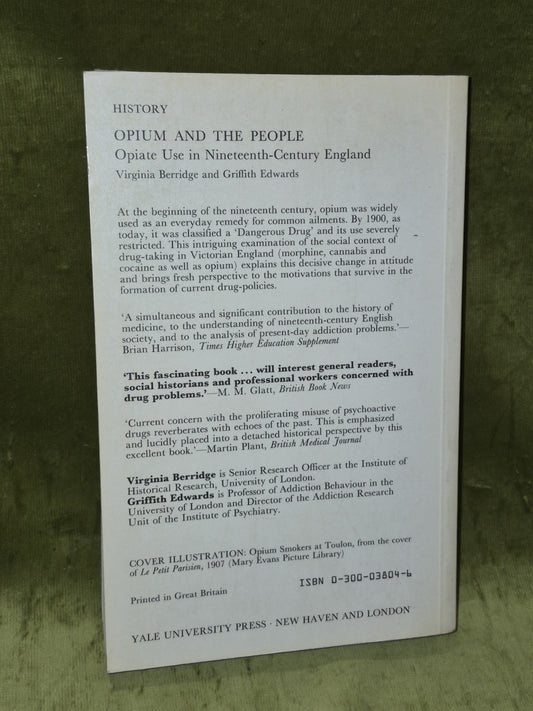 HISTORY
OPIUM AND THE PEOPLE
Opiate Use in Nineteenth-Century England
Virginia Berridge and Griffith Edwards
At the beginning of the nineteenth century, opium was widely
used as an everyday remedy for common ailments. By 1900, as
today, it was classified a ‘Dangerous Drug’ and its use severely
restricted. This intriguing examination of the social context of
drug-taking in Victorian England (morphine, cannabis and
cocaine as well as opium) explains this decisive change in attitude
and brings fresh perspective to the motivations that survive in the
formation of current drug-policies.
‘A simultaneous and significant contribution to the history of
medicine, to the understanding of nineteenth-century English
society, and to the analysis of present-day addiction problems.’—
Brian Harrison, Times Higher Education Supplement
‘This fascinating book ... will interest general readers,
social historians and professional workers concerned with
drug problems.’—M. M. Glatt, British Book News
‘Current concern with the proliferating misuse of psychoactive
drugs reverberates with echoes of the past. This is emphasized
and lucidly placed into a detached historical perspective by this
excellent book.’—Martin Plant, British Medical Journal
Virginia Berridge is Senior Research Officer at the Institute of
Historical Research, University of London.
Griffith Edwards is Professor of Addiction Behaviour in the
University of London and Director of the Addiction Research
Unit of the Institute of Psychiatry.
COVER ILLUSTRATION: Opium Smokers at Toulon, from the cover
of Le Petit Parisien, 1907 (Mary Evans Picture Library)
ISBN 0-300-03804-6
Printed in Great Britain
YALE UNIVERSITY PRESS · NEW HAVEN AND LONDON